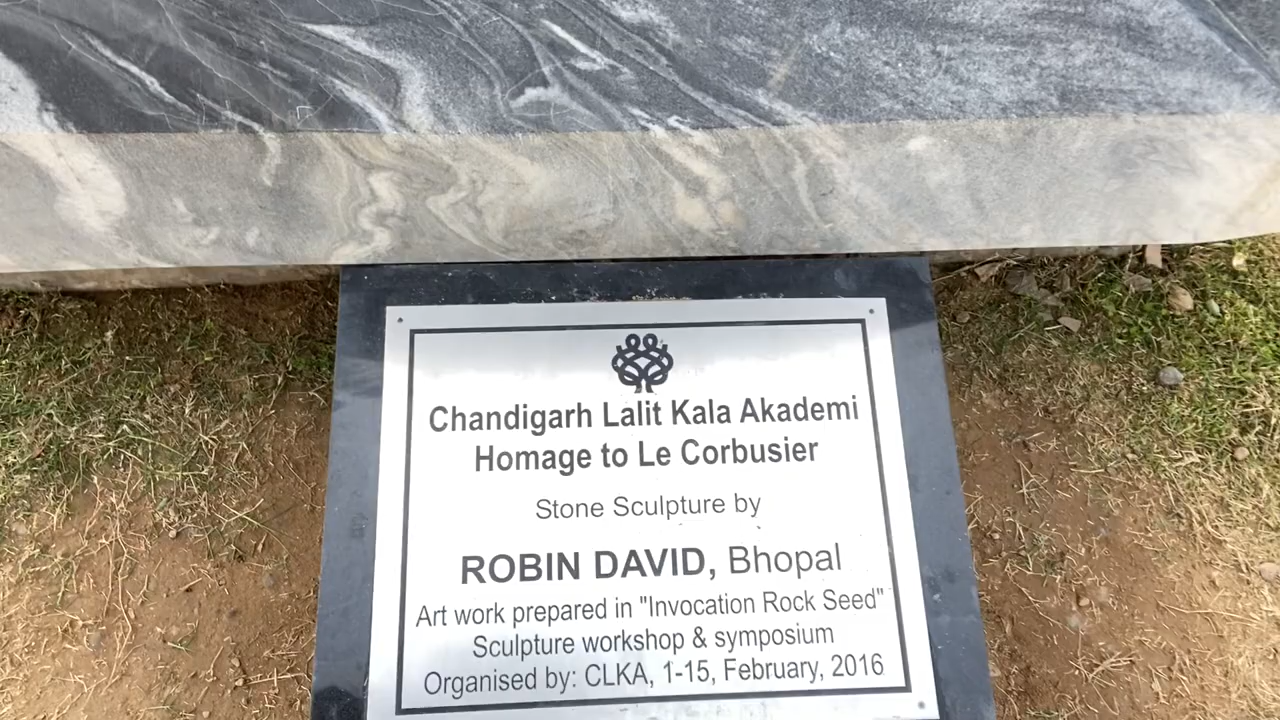 Chandigarh Lalit Kala Akademi
Homage to Le Corbusier
Stone Sculpture by
ROBIN DAVID, Bhopal
Art work prepared in "Invocation Rock Seed"
Sculpture workshop & symposium
Organised by: CLKA, 1-15, February, 2016